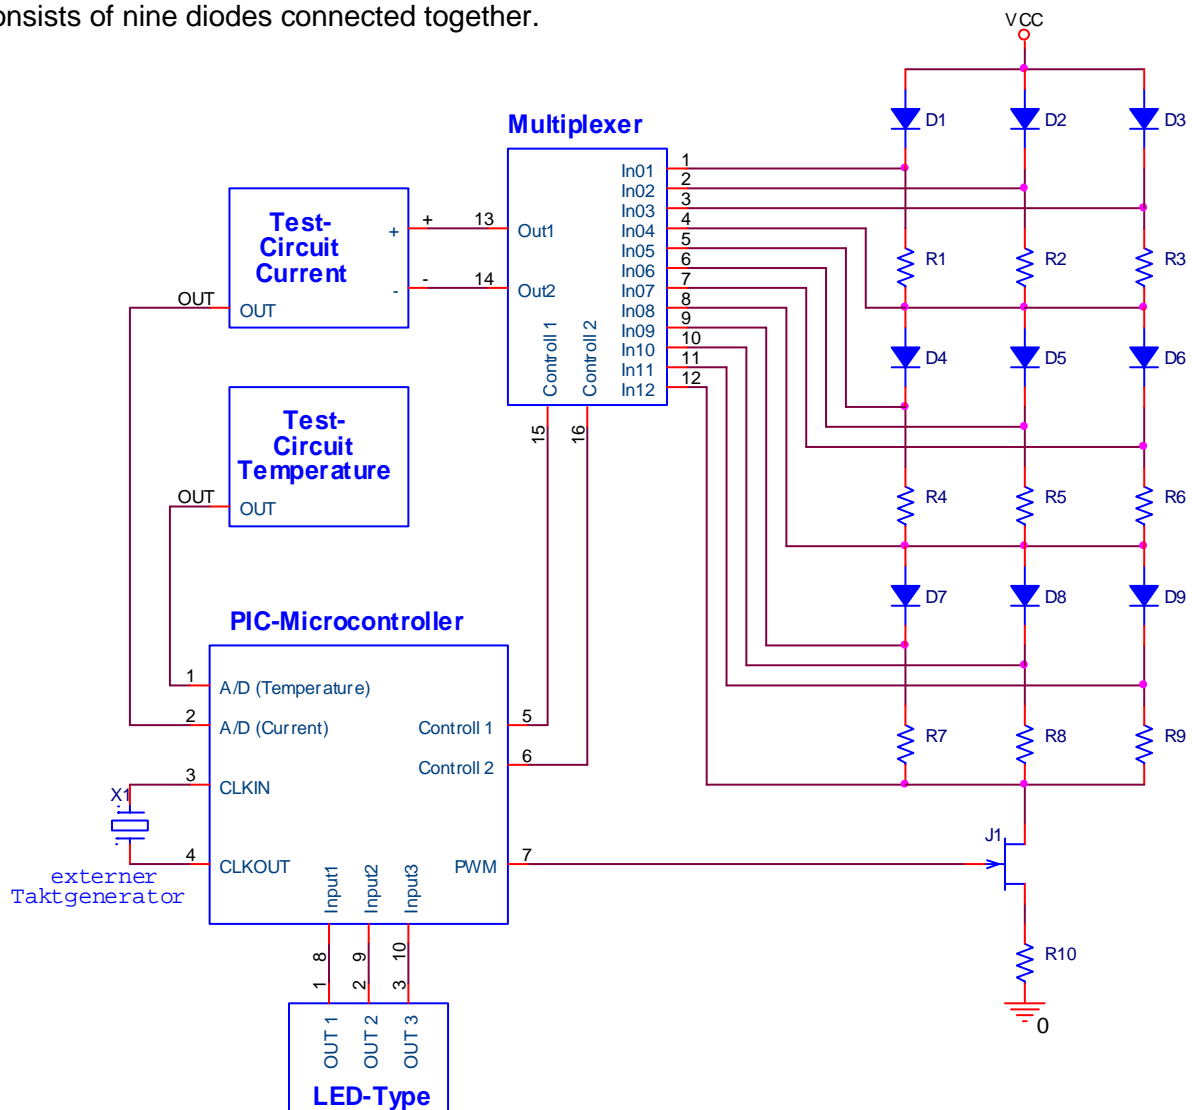 onsists of nine diodes connected together.
VCC
D1
D2
D3
Multiplexer
In01
In02
In03
In04
In05
In06
In07
In08
In09
In10
In11
In12
1
2
3
4
5
6
7
8
9
10
11
12
Out1
Out2
13
14
Controll 1
Controll 2
15
16
Test-
Circuit
Current
+
-
+
-
OUT
OUT
R1
R2
R3
D4
D5
D6
Test-
Circuit
Temperature
OUT
OUT
R4
R5
R6
D7
D8
D9
PIC-Microcontroller
1
A/D (Temperature)
2
A/D (Current)
3
CLKIN
4
CLKOUT
Controll 1
5
Controll 2
6
PWM
7
R7
R8
R9
X1
externer
Taktgenerator
Input1
Input2
Input3
8
9
10
1
2
3
J1
R10
0
OUT 1
OUT 2
OUT 3
LED-Type